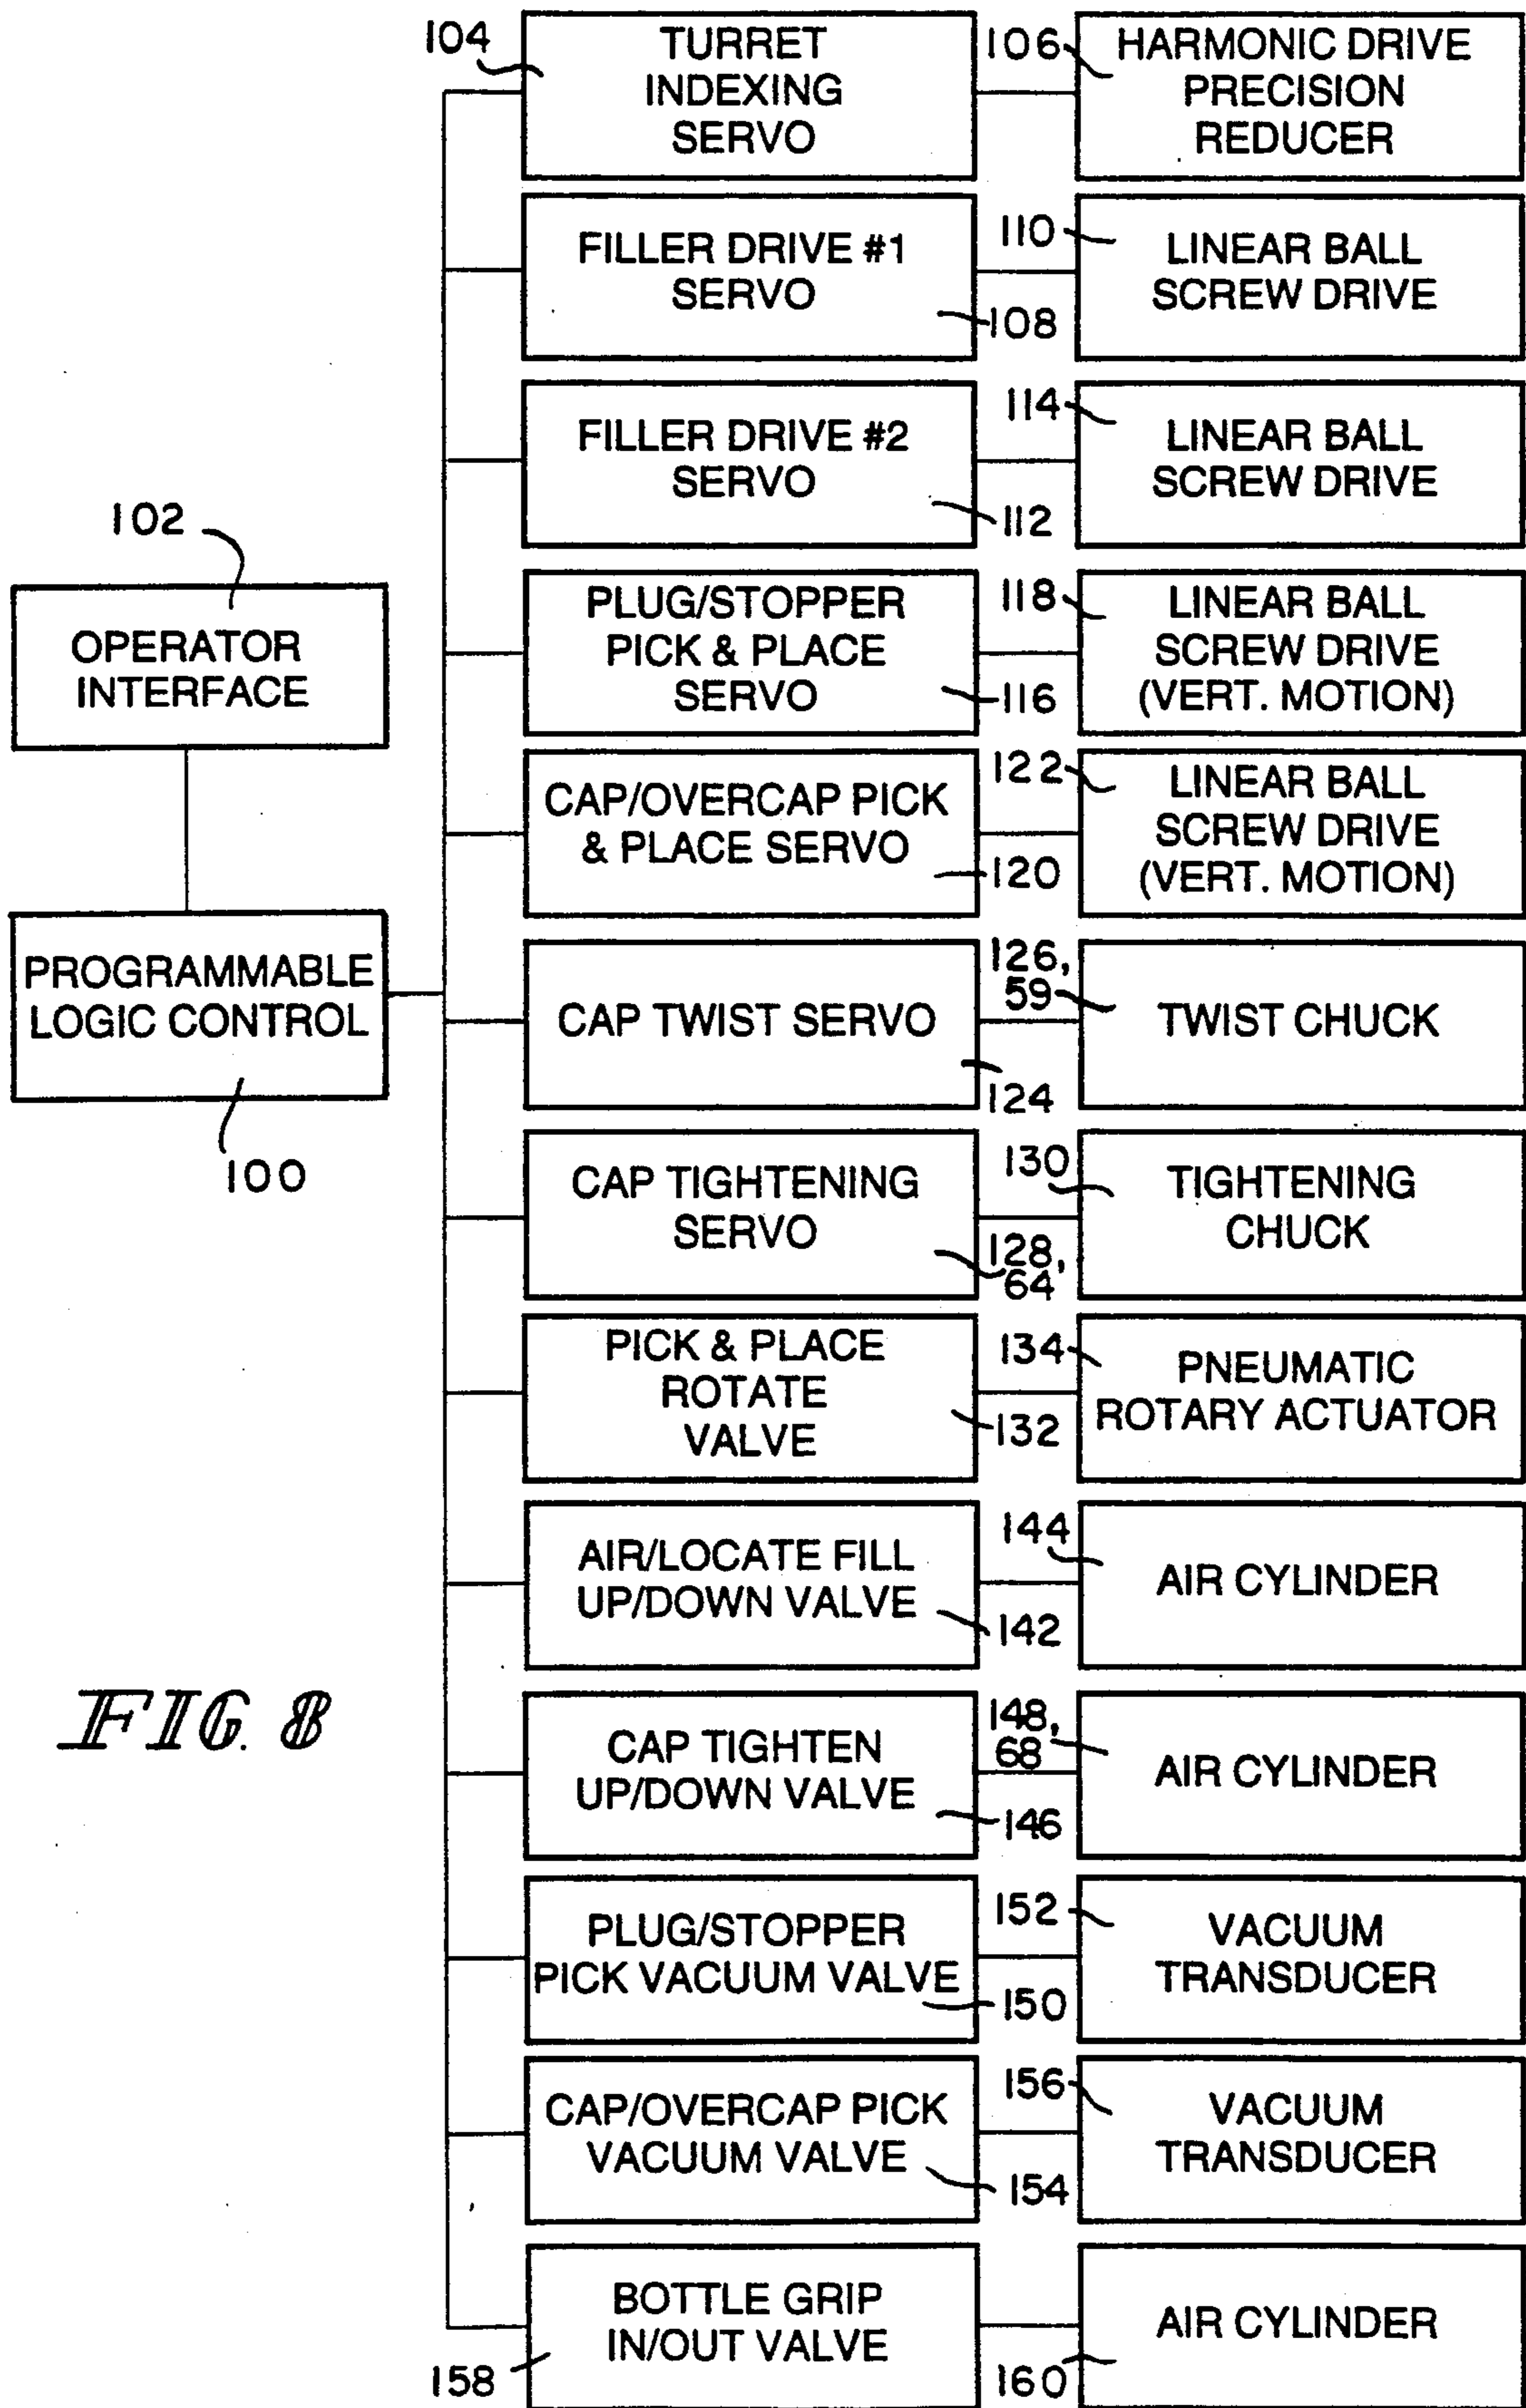 104
TURRET
INDEXING
SERVO
106
HARMONIC DRIVE
PRECISION
REDUCER
FILLER DRIVE #1
SERVO
108
110
LINEAR BALL
SCREW DRIVE
FILLER DRIVE #2
SERVO
112
114
LINEAR BALL
SCREW DRIVE
102
OPERATOR
INTERFACE
PLUG/STOPPER
PICK & PLACE
SERVO
116
118
LINEAR BALL
SCREW DRIVE
(VERT. MOTION)
CAP/OVERCAP PICK
& PLACE SERVO
120
122
LINEAR BALL
SCREW DRIVE
(VERT. MOTION)
PROGRAMMABLE
LOGIC CONTROL
100
CAP TWIST SERVO
124
126,
59
TWIST CHUCK
CAP TIGHTENING
SERVO
128,
64
130
TIGHTENING
CHUCK
PICK & PLACE
ROTATE
VALVE
132
134
PNEUMATIC
ROTARY ACTUATOR
AIR/LOCATE FILL
UP/DOWN VALVE
142
144
AIR CYLINDER
FIG. 8
CAP TIGHTEN
UP/DOWN VALVE
146
148,
68
AIR CYLINDER
PLUG/STOPPER
PICK VACUUM VALVE
150
152
VACUUM
TRANSDUCER
CAP/OVERCAP PICK
VACUUM VALVE
154
156
VACUUM
TRANSDUCER
BOTTLE GRIP
IN/OUT VALVE
158
160
AIR CYLINDER